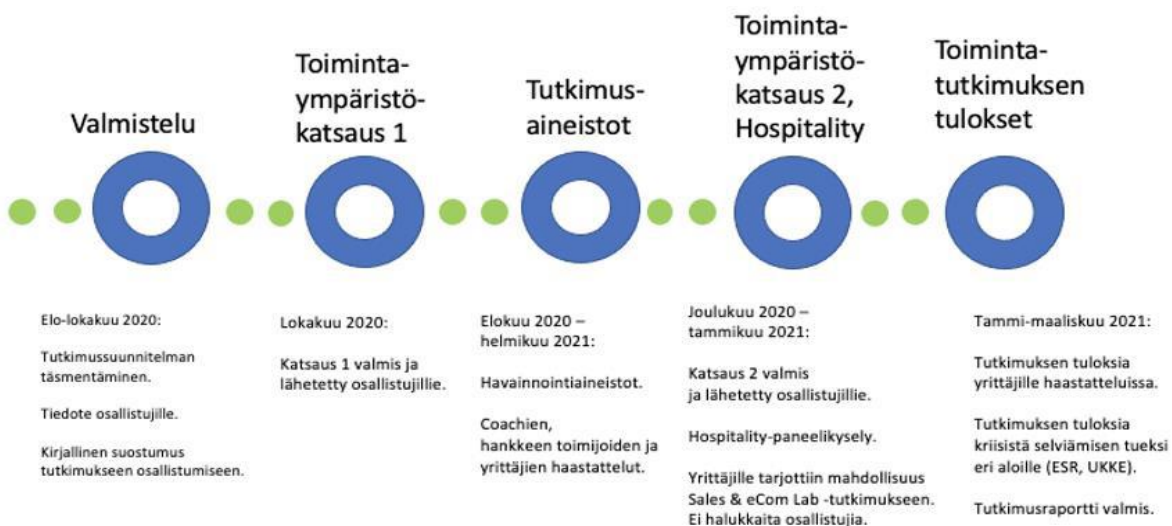 Valmistelu
Toiminta-
ympäristö-
katsaus 1
Tutkimus-
aineistot
Toiminta-
ympäristö-
katsaus 2,
Hospitality
Toiminta-
tutkimuksen
tulokset
Elo-lokakuu 2020:
Tutkimussuunnitelman
täsmentäminen.
Tiedote osallistujille.
Kirjallinen suostumus
tutkimukseen osallistumiseen.
Lokakuu 2020:
Katsaus 1 valmis ja
lähetetty osallistujillie.
Elokuu 2020 –
helmikuu 2021:
Havainnointiaineistot.
Coachien,
hankkeen toimijoiden ja
yrittäjien haastattelut.
Joulukuu 2020 –
tammikuu 2021:
Katsaus 2 valmis
ja lähetetty osallistujillie.
Hospitality-paneelikysely.
Yrittäjille tarjottiin mahdollisuus
Sales & eCom Lab -tutkimukseen.
Ei halukkaita osallistujia.
Tammi-maaliskuu 2021:
Tutkimuksen tuloksia
yrittäjille haastatteluissa.
Tutkimuksen tuloksia
kriisistä selviämisen tueksi
eri aloille (ESR, UKKE).
Tutkimusraportti valmis.